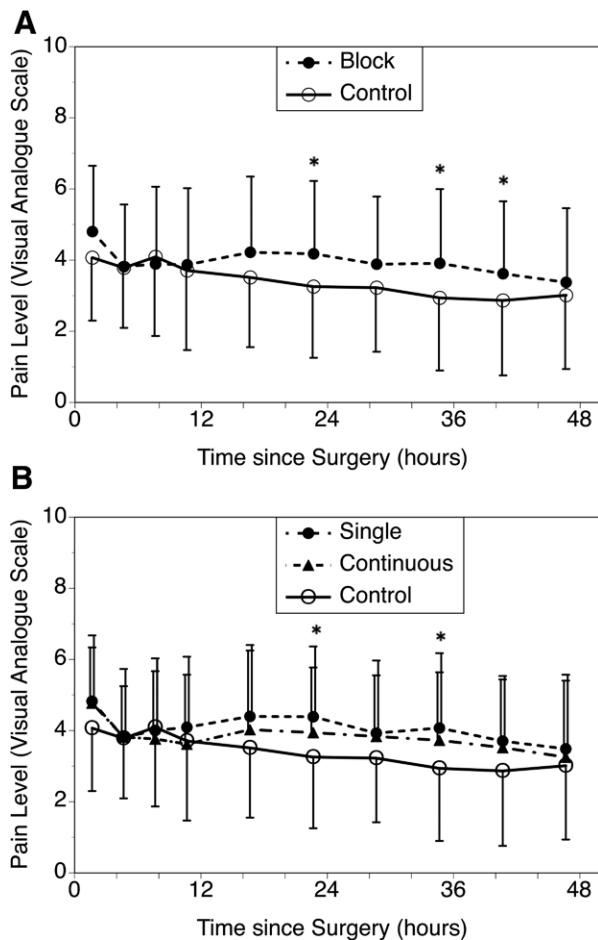 A
Pain Level (Visual Analogue Scale)
10
8
6
4
2
0
Block
Control
*
*
*
0
12
24
36
48
Time since Surgery (hours)
B
Pain Level (Visual Analogue Scale)
10
8
6
4
2
0
Single
Continuous
Control
*
*
0
12
24
36
48
Time since Surgery (hours)